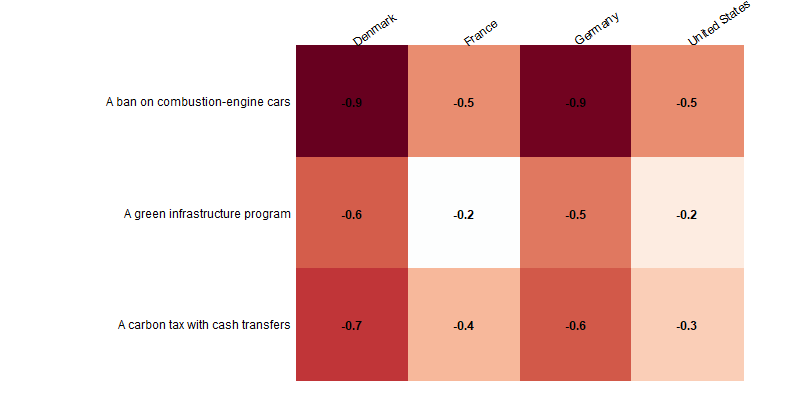 Denmark France Germany United States
A ban on combustion-engine cars -0.9 -0.5 -0.9 -0.5
A green infrastructure program -0.6 -0.2 -0.5 -0.2
A carbon tax with cash transfers -0.7 -0.4 -0.6 -0.3